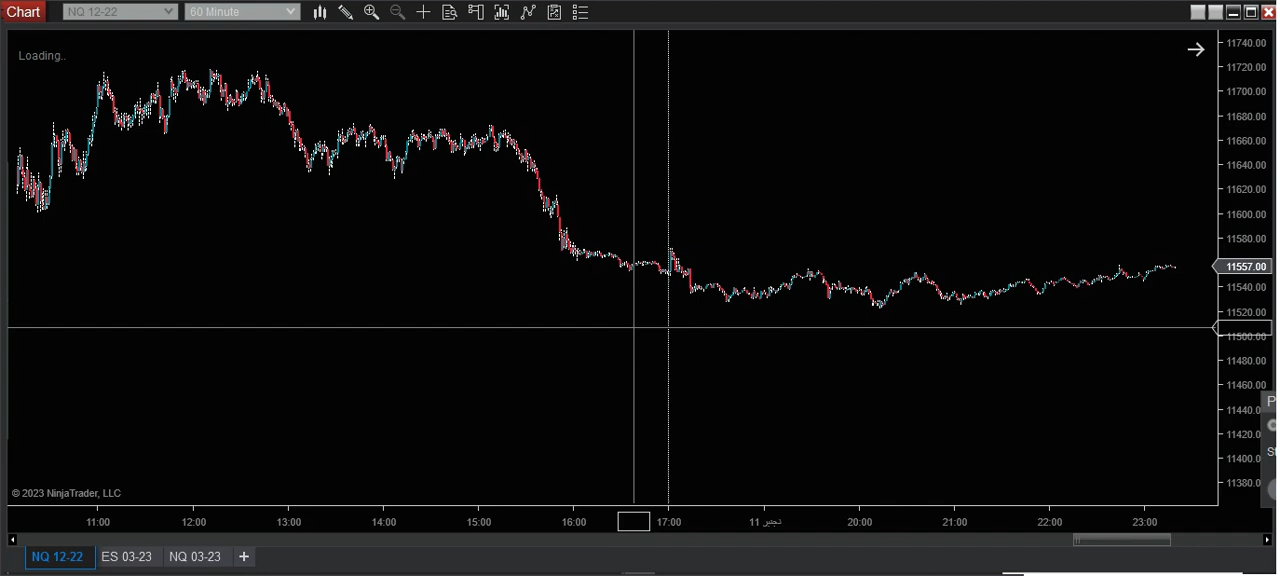 Chart NQ 12-22 60 Minute
Loading..
11740.00
11720.00
11700.00
11680.00
11660.00
11640.00
11620.00
11600.00
11580.00
11557.00
11540.00
11520.00
11500.00
11480.00
11460.00
11440.0
11420.0
11400.00
11380.00
P
St
© 2023 NinjaTrader, LLC
11:00 12:00 13:00 14:00 15:00 16:00 17:00 11 20:00 21:00 22:00 23:00
NQ 12-22 ES 03-23 NQ 03-23 +